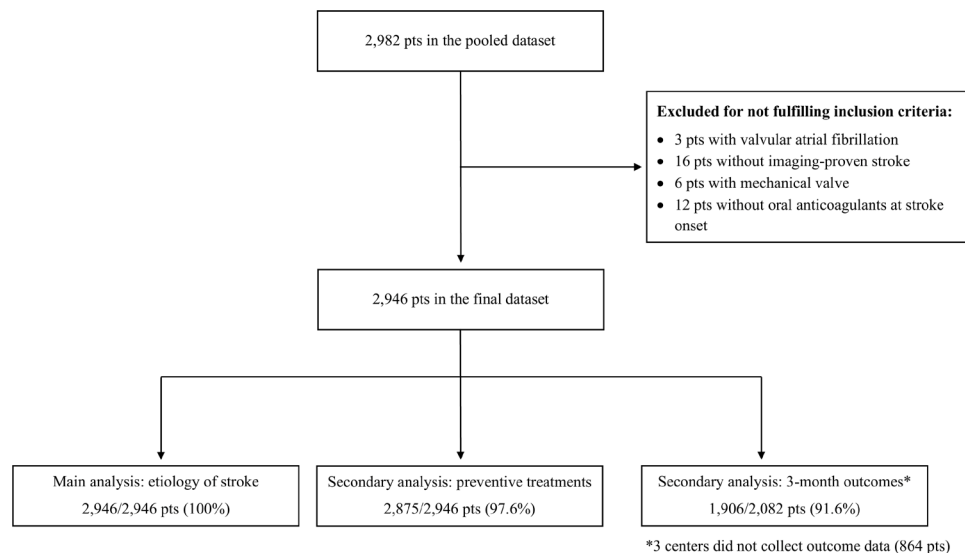 2,982 pts in the pooled dataset
Excluded for not fulfilling inclusion criteria:
• 3 pts with valvular atrial fibrillation
• 16 pts without imaging-proven stroke
• 6 pts with mechanical valve
• 12 pts without oral anticoagulants at stroke
onset
2,946 pts in the final dataset
Main analysis: etiology of stroke
2,946/2,946 pts (100%)
Secondary analysis: preventive treatments
2,875/2,946 pts (97.6%)
Secondary analysis: 3-month outcomes*
1,906/2,082 pts (91.6%)
*3 centers did not collect outcome data (864 pts)